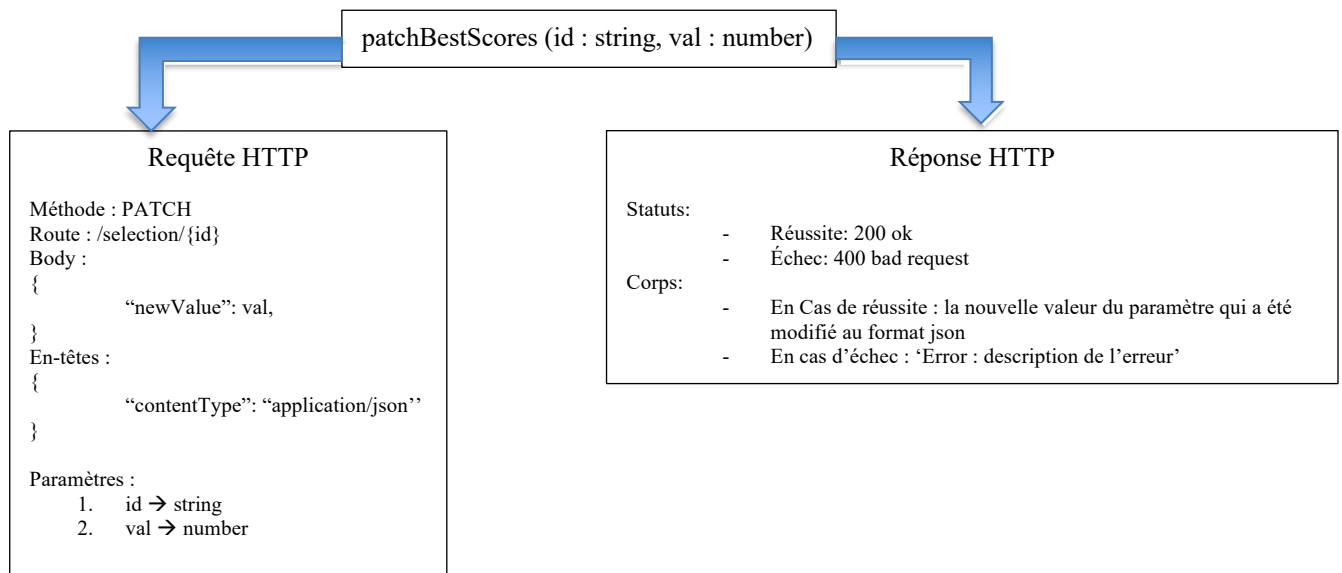 patchBestScores (id : string, val : number)
Requête HTTP
Méthode : PATCH
Route : /selection/{id}
Body :
{
“newValue”: val,
}
En-têtes :
{
“contentType”: “application/json’’
}
Paramètres :
1. id → string
2. val → number
Réponse HTTP
Statuts:
- Réussite: 200 ok
- Échec: 400 bad request
Corps:
- En Cas de réussite : la nouvelle valeur du paramètre qui a été
modifié au format json
- En cas d’échec : ‘Error : description de l’erreur’